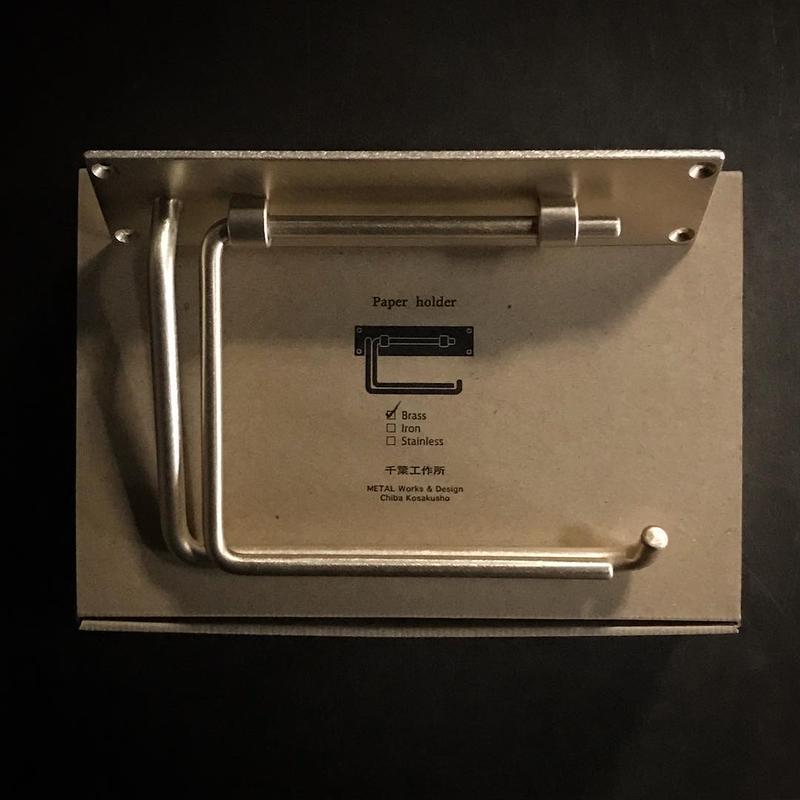 Paper holder
☑ Brass
☐ Iron
☐ Stainless
千葉工作所
METAL Works & Design
Chiba Kosakusho